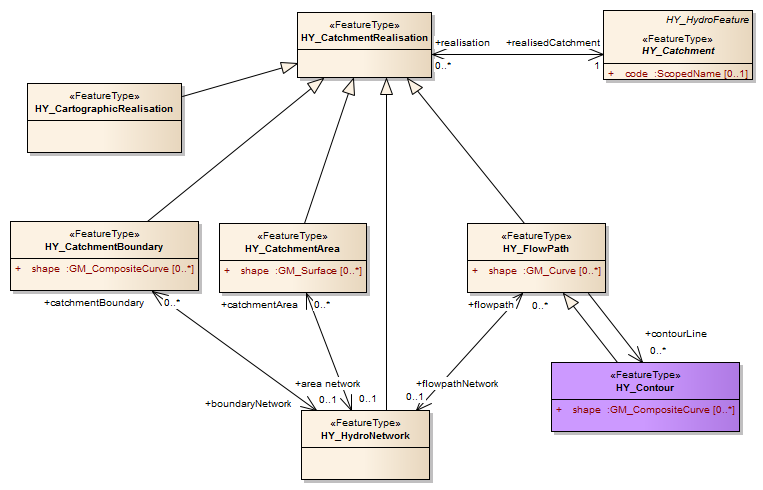 «FeatureType»
HY_CatchmentRealisation
HY_HydroFeature
«FeatureType»
HY_Catchment
+ code :ScopedName [0..1]
+realisation
+realisedCatchment
0..*
1
«FeatureType»
HY_CartographicRealisation
«FeatureType»
HY_CatchmentBoundary
+ shape :GM_CompositeCurve [0..*]
«FeatureType»
HY_CatchmentArea
+ shape :GM_Surface [0..*]
«FeatureType»
HY_FlowPath
+ shape :GM_Curve [0..*]
+catchmentBoundary
0..*
+catchmentArea
0..*
+flowpath
0..*
+contourLine
0..*
+boundaryNetwork
0..1
+area network
0..1
+flowpathNetwork
0..1
«FeatureType»
HY_Contour
+ shape :GM_CompositeCurve [0..*]
«FeatureType»
HY_HydroNetwork